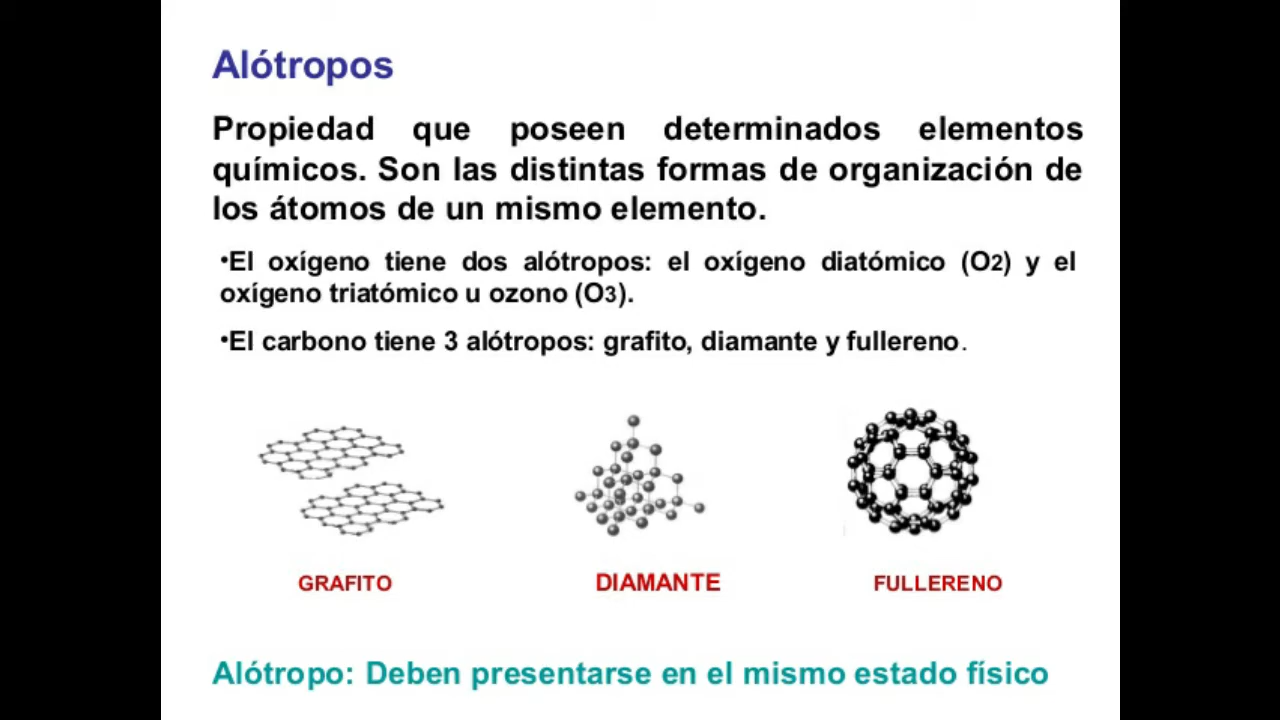 Alótropos
Propiedad que poseen determinados elementos
químicos. Son las distintas formas de organización de
los átomos de un mismo elemento.
•El oxígeno tiene dos alótropos: el oxígeno diatómico (O2) y el
oxígeno triatómico u ozono (O3).
•El carbono tiene 3 alótropos: grafito, diamante y fullereno.
GRAFITO
DIAMANTE
FULLERENO
Alótropo: Deben presentarse en el mismo estado físico